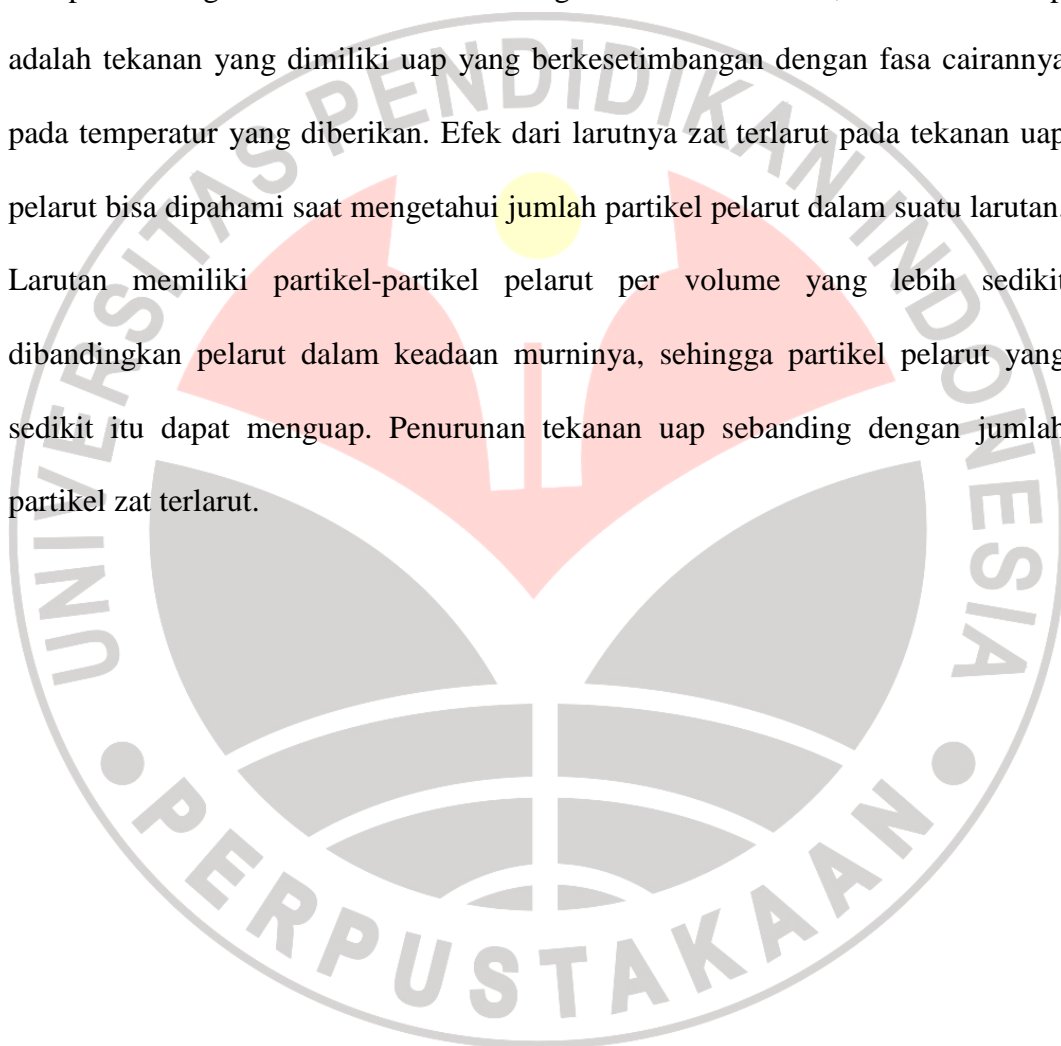 adalah tekanan yang dimiliki uap yang berkesetimbangan dengan fasa cairannya
pada temperatur yang diberikan. Efek dari larutnya zat terlarut pada tekanan uap
pelarut bisa dipahami saat mengetahui jumlah partikel pelarut dalam suatu larutan.
Larutan memiliki partikel-partikel pelarut per volume yang lebih sedikit
dibandingkan pelarut dalam keadaan murninya, sehingga partikel pelarut yang
sedikit itu dapat menguap. Penurunan tekanan uap sebanding dengan jumlah
partikel zat terlarut.
UNIVERSITAS PENDIDIKAN INDONESIA
PERPUSTAKAAN